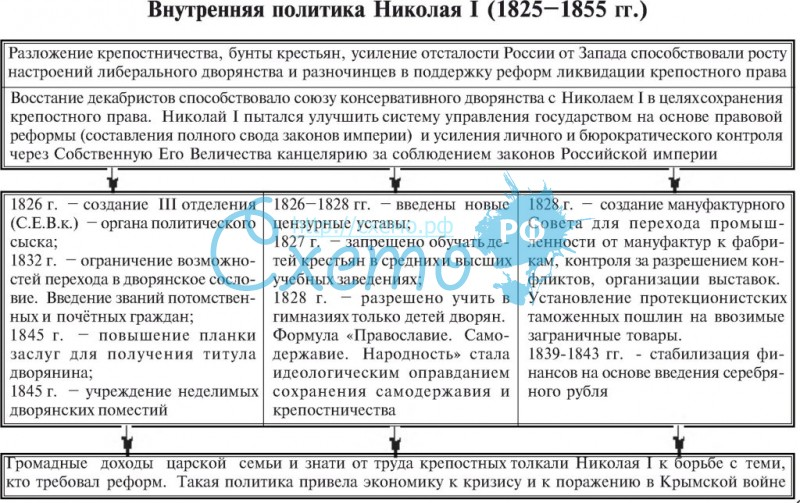 Внутренняя политика Николая I (1825−1855 гг.)
Разложение крепостничества, бунты крестьян, усиление отсталости России от Запада способствовали росту
настроений либерального дворянства и разночинцев в поддержку реформ ликвидации крепостного права
Восстание декабристов способствовало союзу консервативного дворянства с Николаем I в целяхсохранения
крепостного права. Николай I пытался улучшить систему управления государством на основе правовой
реформы (составления полного свода законов империи) и усиления личного и бюрократического контроля
через Собственную Его Величества канцелярию за соблюдением законов Российской империи
1826 г. − создание III отделения
(С.Е.В.к.) − органа политического
сыска;
1832 г. − ограничение возможно-
стей перехода в дворянское сосло-
вие. Введение званий потомствен-
ных и почётных граждан;
1845 г. − повышение планки
заслуг для получения титула
дворянина;
1845 г. − учреждение неделимых
дворянских поместий
1826−1828 гг. − введены новые
цензурные уставы;
1827 г. − запрещено обучать де-
тей крестьян в средних и высших
учебных заведениях;
1828 г. − разрешено учить в
гимназиях только детей дворян.
Формула «Православие. Само-
державие. Народность» стала
идеологическим оправданием
сохранения самодержавия и
крепостничества
1828 г. − создание мануфактурного
Совета для перехода промыш-
ленности от мануфактур к фабри-
кам, контроля за разрешением кон-
фликтов, организации выставок.
Установление протекционистских
таможенных пошлин на ввозимые
заграничные товары.
1839-1843 гг. - стабилизация фи-
нансов на основе введения серебря-
ного рубля
http://схемо.рф
Схемо
РФ
Громадные доходы царской семьи и знати от труда крепостных толкали Николая I к борьбе с теми,
кто требовал реформ. Такая политика привела экономику к кризису и к поражению в Крымской войне